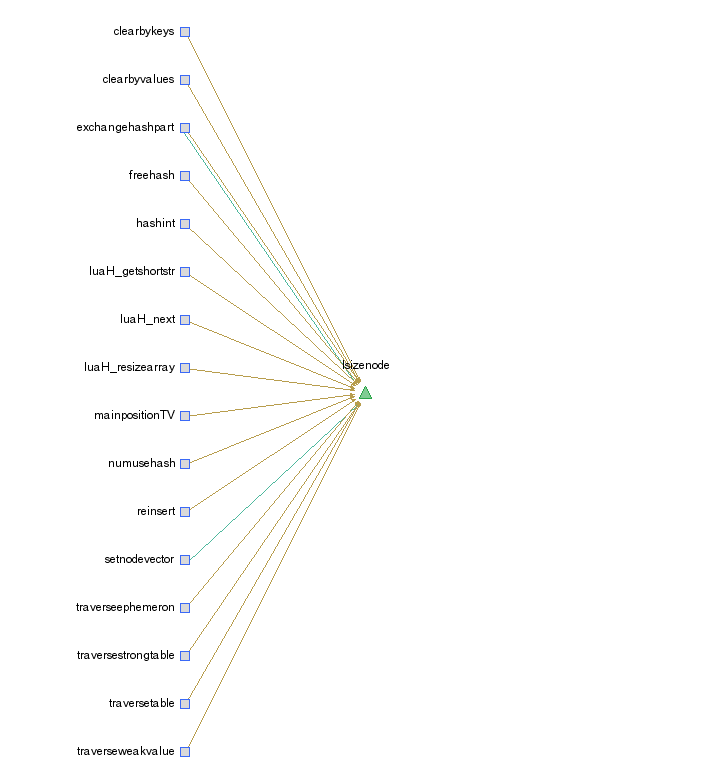 clearbykeys
clearbyvalues
exchangehashpart
freehash
hashint
luaH_getshortstr
luaH_next
lsizenode
luaH_resizearray
mainpositionTV
numusehash
reinsert
setnodevector
traverseephemeron
traversestrongtable
traversetable
traverseweakvalue